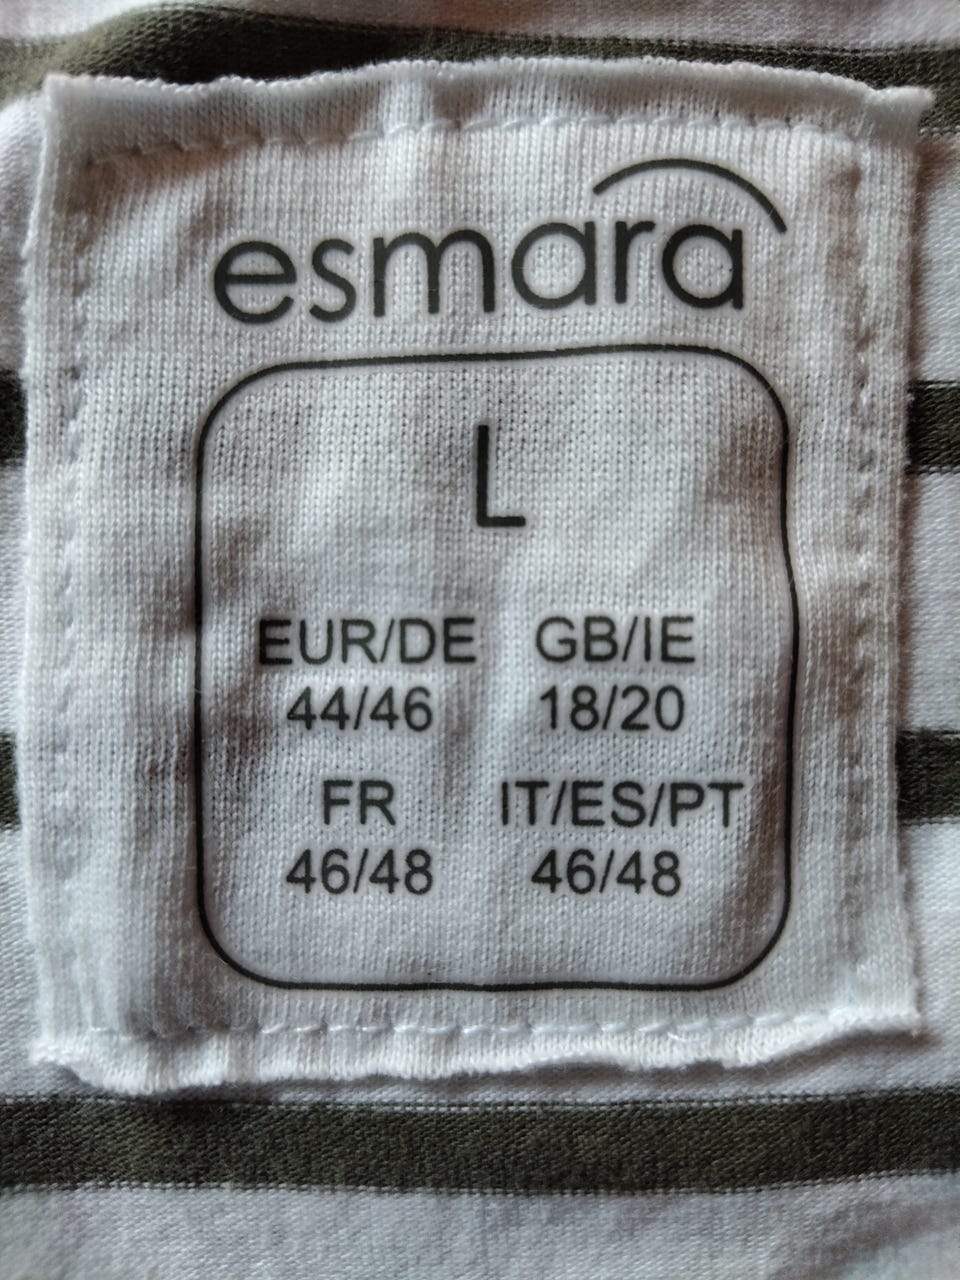 esmara
L
EUR/DE GB/IE
44/46 18/20
FR IT/ES/PT
46/48 46/48